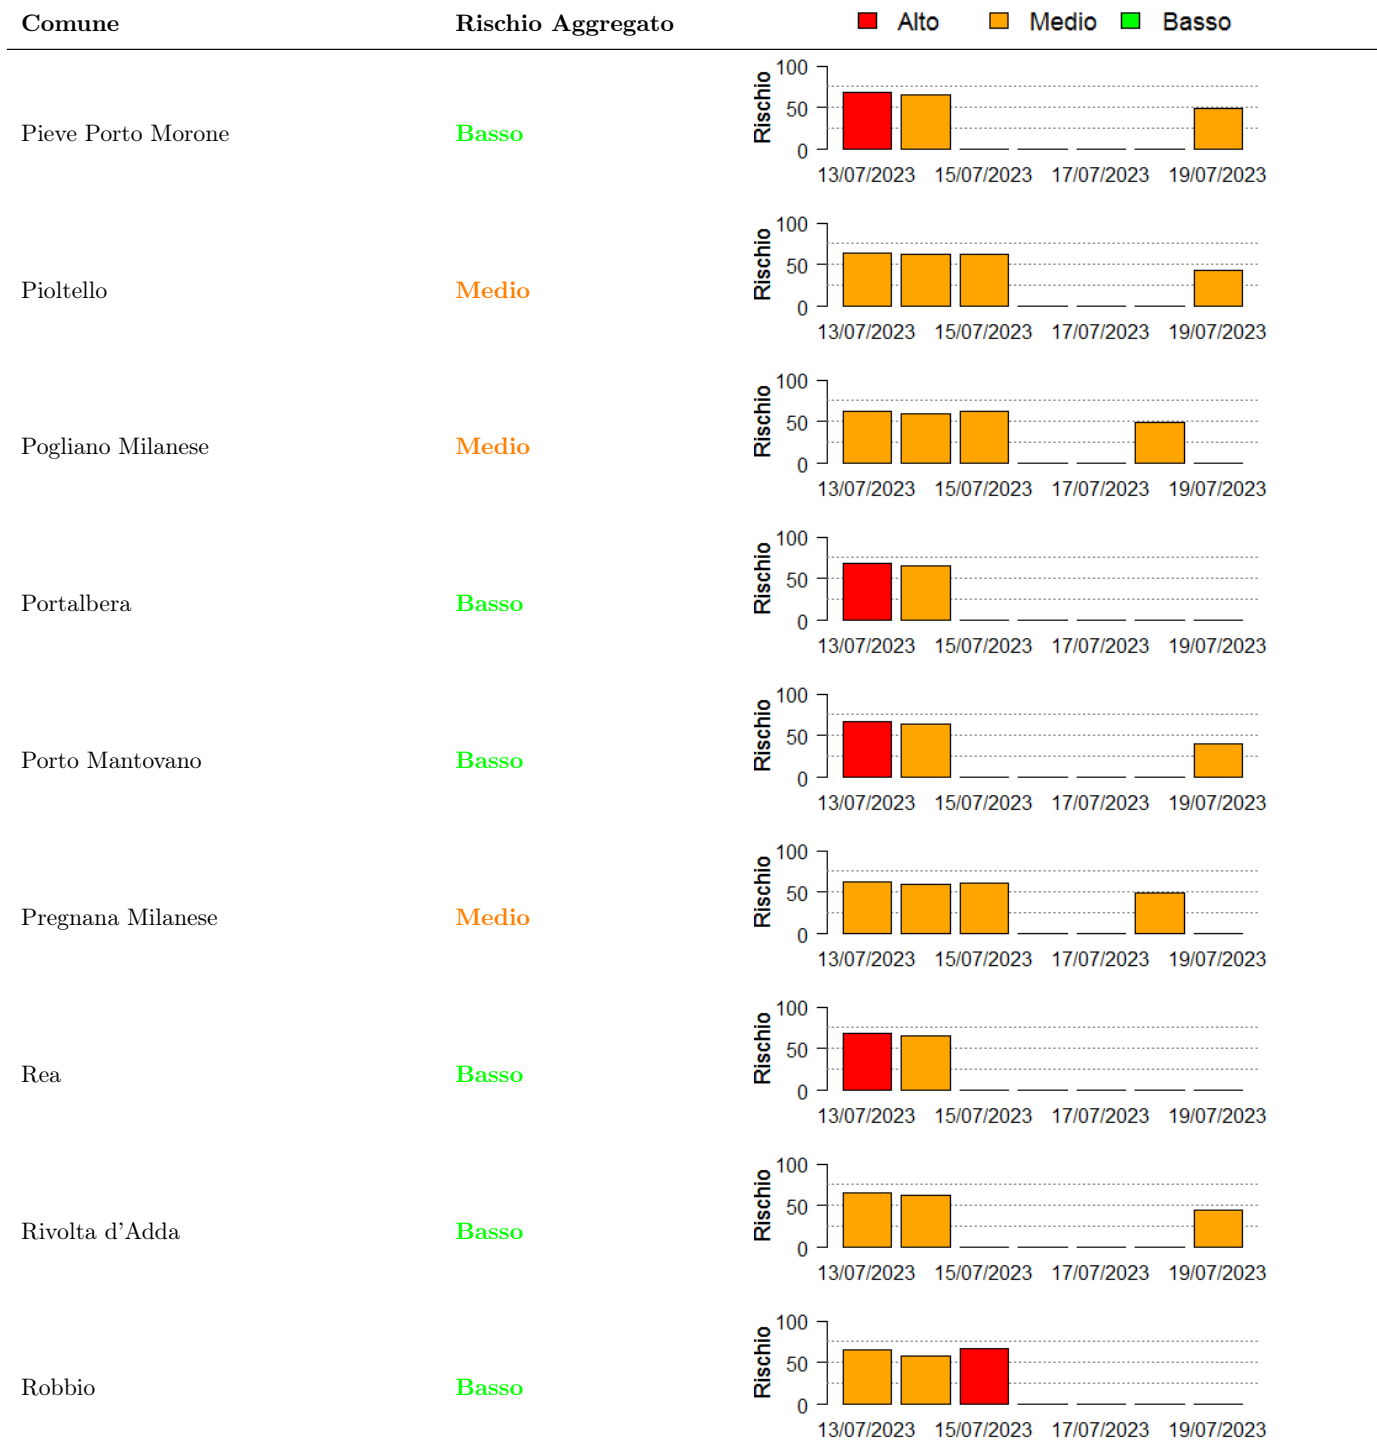 Comune Rischio Aggregato Alto Medio Basso
Pieve Porto Morone Basso
Rischio
100
50
0
13/07/2023 15/07/2023 17/07/2023 19/07/2023
Pioltello Medio
Rischio
100
50
0
13/07/2023 15/07/2023 17/07/2023 19/07/2023
Pogliano Milanese Medio
Rischio
100
50
0
13/07/2023 15/07/2023 17/07/2023 19/07/2023
Portalbera Basso
Rischio
100
50
0
13/07/2023 15/07/2023 17/07/2023 19/07/2023
Porto Mantovano Basso
Rischio
100
50
0
13/07/2023 15/07/2023 17/07/2023 19/07/2023
Pregnana Milanese Medio
Rischio
100
50
0
13/07/2023 15/07/2023 17/07/2023 19/07/2023
Rea Basso
Rischio
100
50
0
13/07/2023 15/07/2023 17/07/2023 19/07/2023
Rivolta d'Adda Basso
Rischio
100
50
0
13/07/2023 15/07/2023 17/07/2023 19/07/2023
Robbio Basso
Rischio
100
50
0
13/07/2023 15/07/2023 17/07/2023 19/07/2023